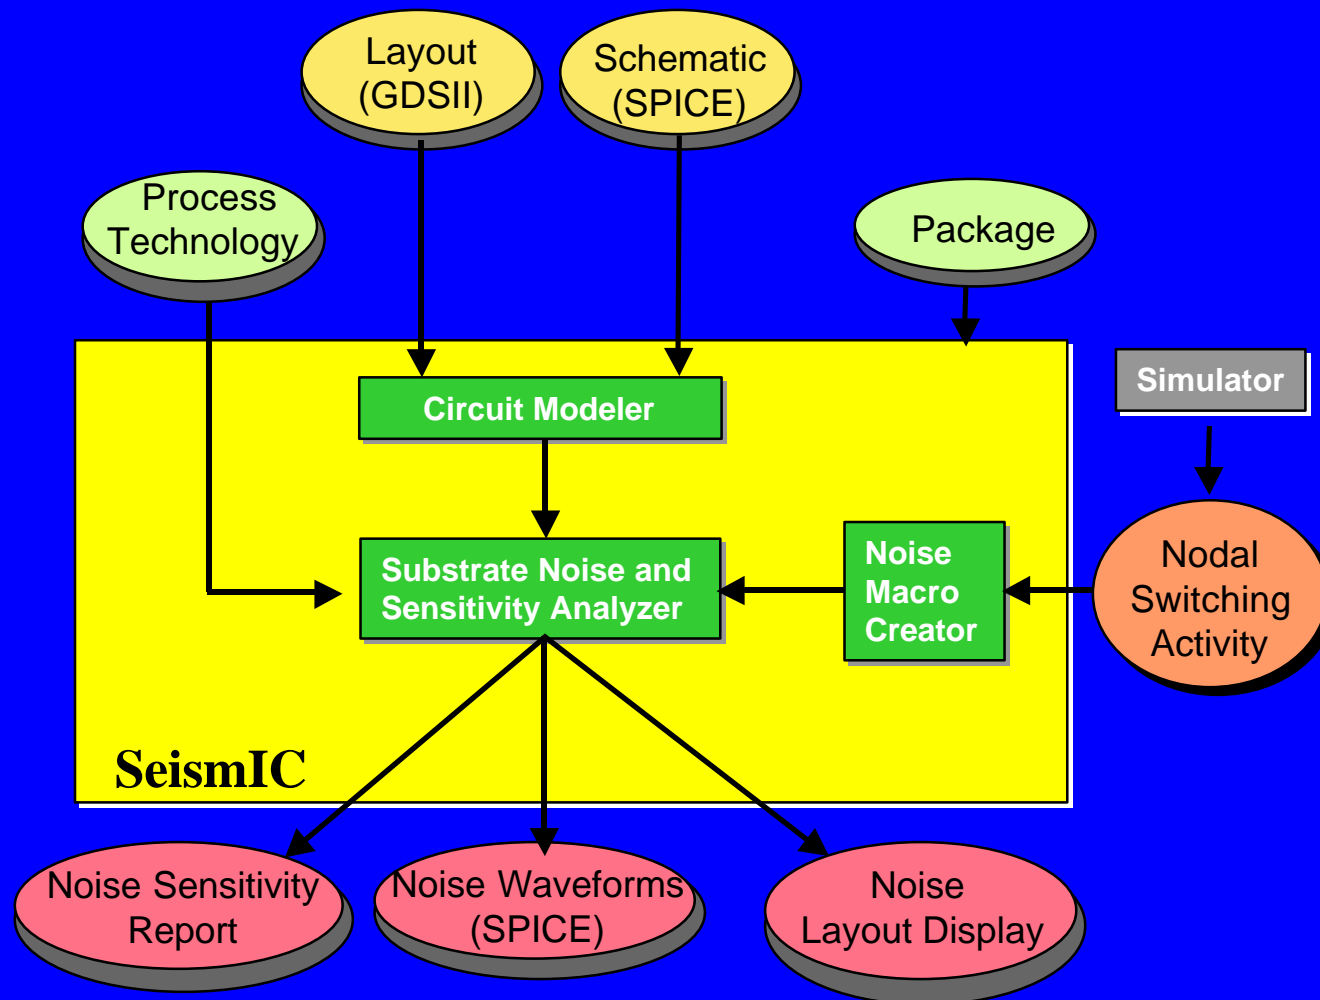 Layout
(GDSII)
Schematic
(SPICE)
Process
Technology
Package
Simulator
Circuit Modeler
Substrate Noise and
Sensitivity Analyzer
Noise
Macro
Creator
Nodal
Switching
Activity
SeismIC
Noise Sensitivity
Report
Noise Waveforms
(SPICE)
Noise
Layout Display